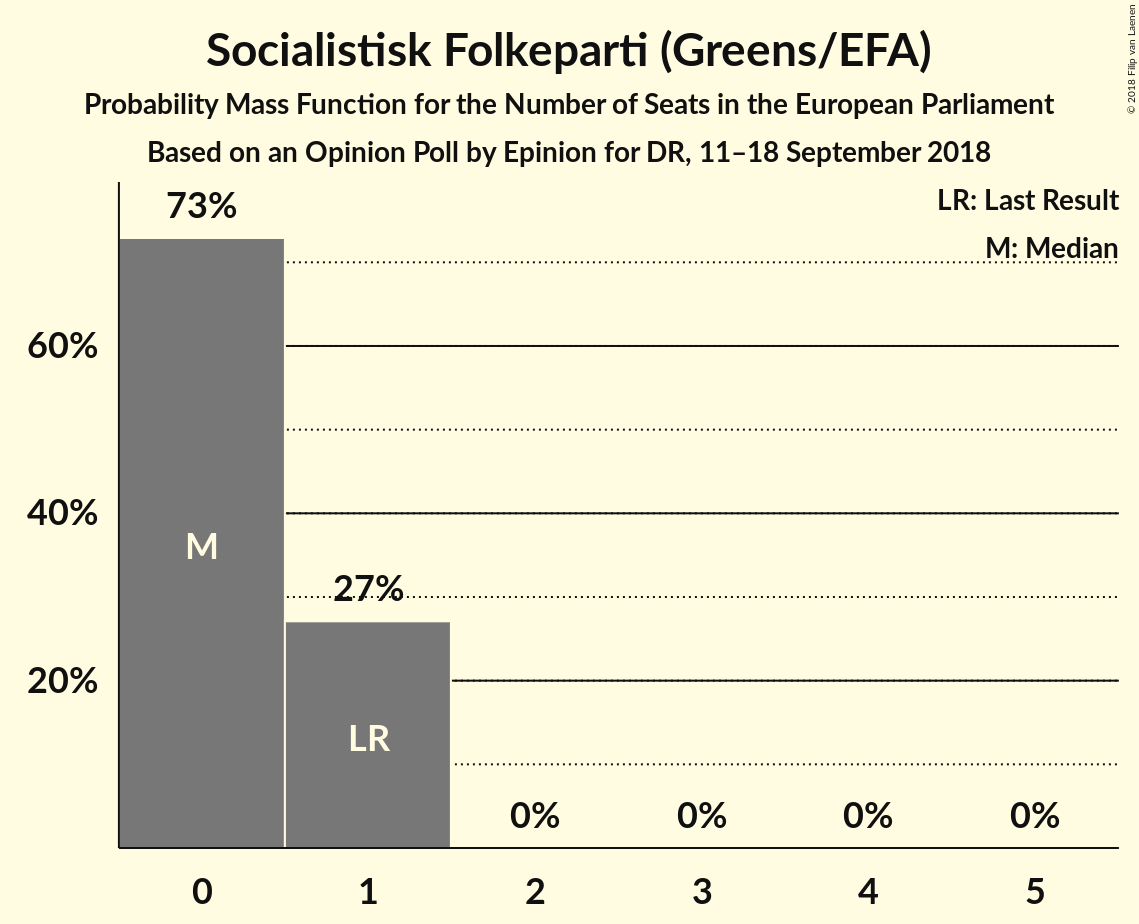 Socialistisk Folkeparti (Greens/EFA)
Probability Mass Function for the Number of Seats in the European Parliament
Based on an Opinion Poll by Epinion for DR, 11–18 September 2018
© 2018 Filip van Laenen
LR: Last Result
M: Median
73%
60%
40%
M
27%
20%
LR
0% 0% 0% 0%
0 1 2 3 4 5